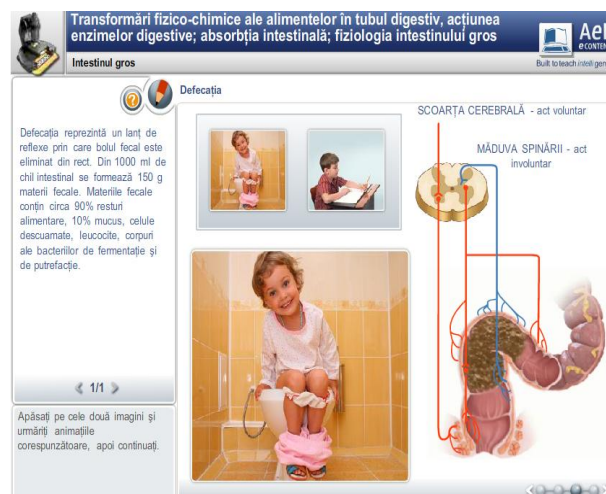 Transformări fizico-chimice ale alimentelor în tubul digestiv, acțiunea
enzimelor digestive; absorbția intestinală; fiziologia intestinului gros
AeL
eCONTENT
Built to teach intelligently
Intestinul gros
Defecația
Defecația reprezintă un lanț de
reflexe prin care bolul fecal este
eliminat din rect. Din 1000 ml de
chil intestinal se formează 150 g
materii fecale. Materiile fecale
conțin circa 90% resturi
alimentare, 10% mucus, celule
descuamate, leucocite, corpuri
ale bacteriilor de fermentație și
de putrefacție.
1/1
Apăsați pe cele două imagini și
urmăriți animațiile
corespunzătoare, apoi continuați.
SCOARȚA CEREBRALĂ - act voluntar
MĂDUVA SPINĂRII - act
involuntar